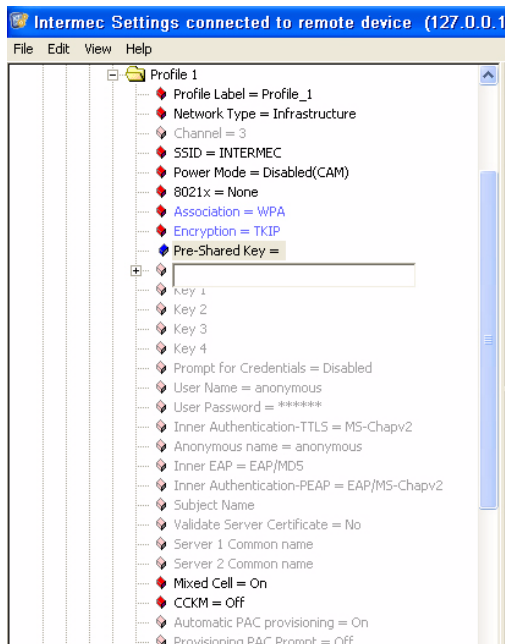 Intermec Settings connected to remote device (127.0.0.1
File Edit View Help
Profile 1
Profile Label = Profile_1
Network Type = Infrastructure
Channel = 3
SSID = INTERMEC
Power Mode = Disabled(CAM)
8021x = None
Association = WPA
Encryption = TKIP
Pre-Shared Key =
Key 1
Key 2
Key 3
Key 4
Prompt for Credentials = Disabled
User Name = anonymous
User Password = ******
Inner Authentication-TTLS = MS-Chapv2
Anonymous name = anonymous
Inner EAP = EAP/MD5
Inner Authentication-PEAP = EAP/MS-Chapv2
Subject Name
Validate Server Certificate = No
Server 1 Common name
Server 2 Common name
Mixed Cell = On
CCKM = Off
Automatic PAC provisioning = On
Provisioning PAC Prompt = Off